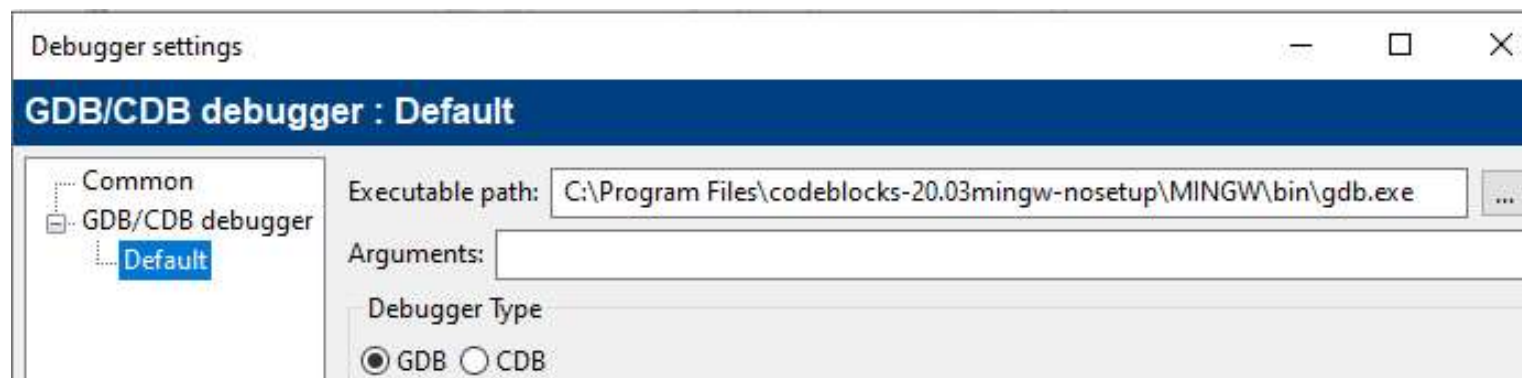 Debugger settings
GDB/CDB debugger : Default
Common
GDB/CDB debugger
Default
Executable path: C:\Program Files\codeblocks-20.03mingw-nosetup\MINGW\bin\gdb.exe ...
Arguments:
Debugger Type
GDB CDB